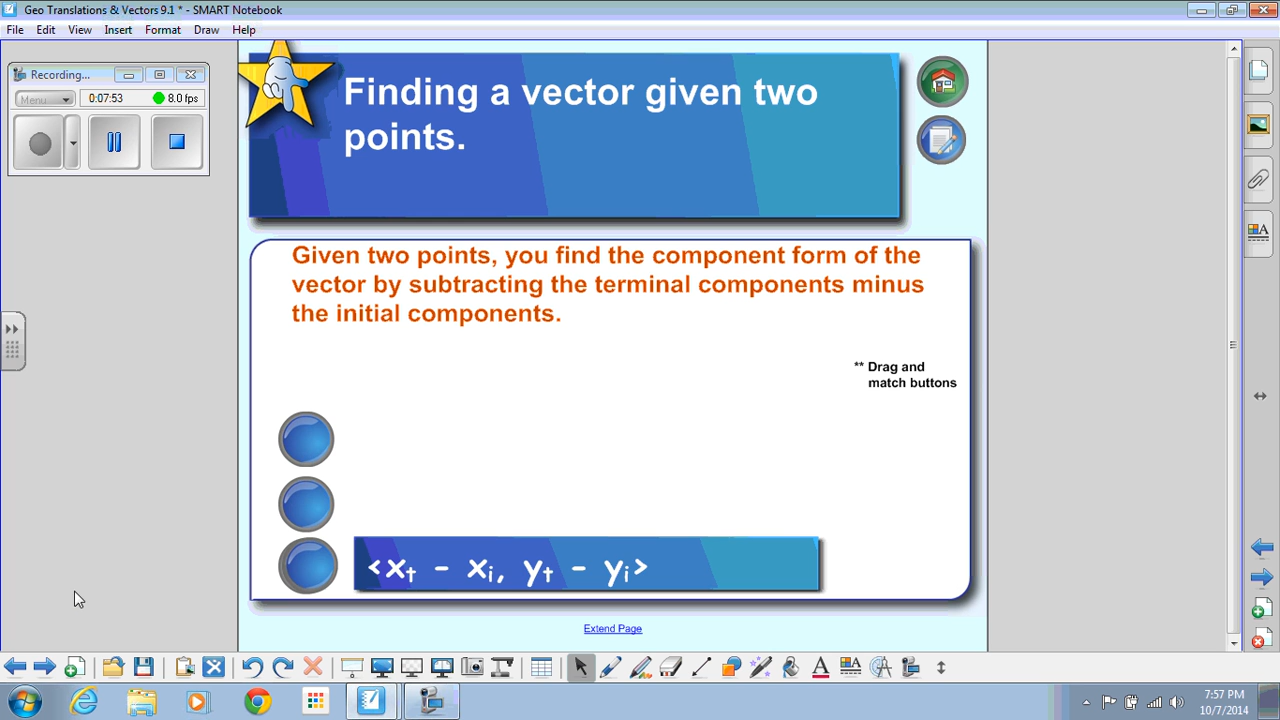 Geo Translations & Vectors 9.1 * - SMART Notebook
File Edit View Insert Format Draw Help
Recording...
Menu 0:07:53 8.0 fps
Finding a vector given two
points.
Given two points, you find the component form of the
vector by subtracting the terminal components minus
the initial components.
** Drag and
match buttons
<xₜ - xᵢ, yₜ - yᵢ>
Extend Page
7:57 PM
10/7/2014